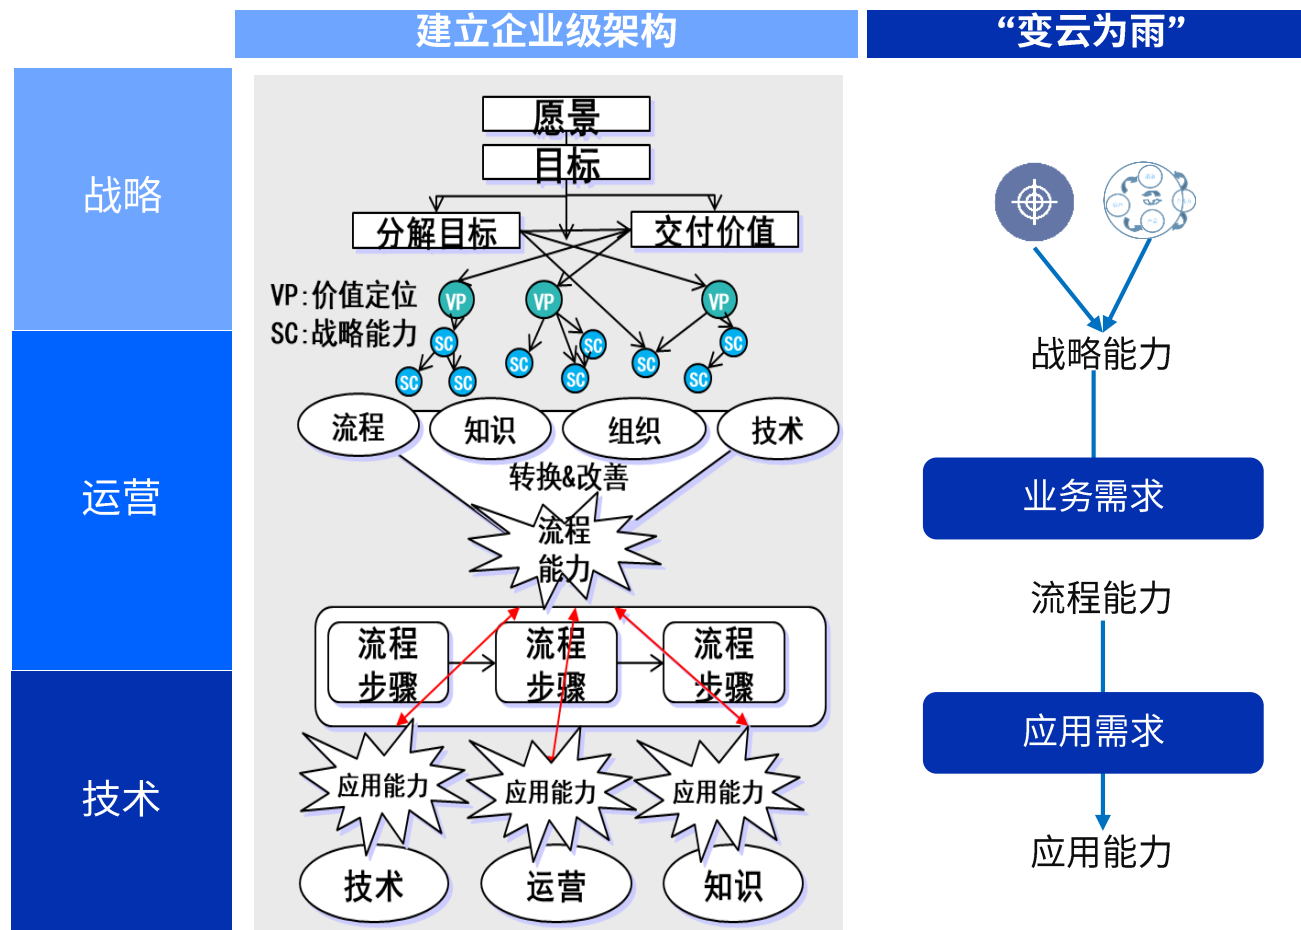 建立企业级架构
“变云为雨”
战略
运营
技术
愿景
目标
分解目标
交付价值
VP:价值定位
SC:战略能力
VP
VP
VP
SC
SC
SC
SC
SC
SC
SC
SC
SC
流程
知识
组织
技术
转换&改善
流程
能力
流程
步骤
流程
步骤
流程
步骤
应用能力
应用能力
应用能力
技术
运营
知识
战略能力
业务需求
流程能力
应用需求
应用能力